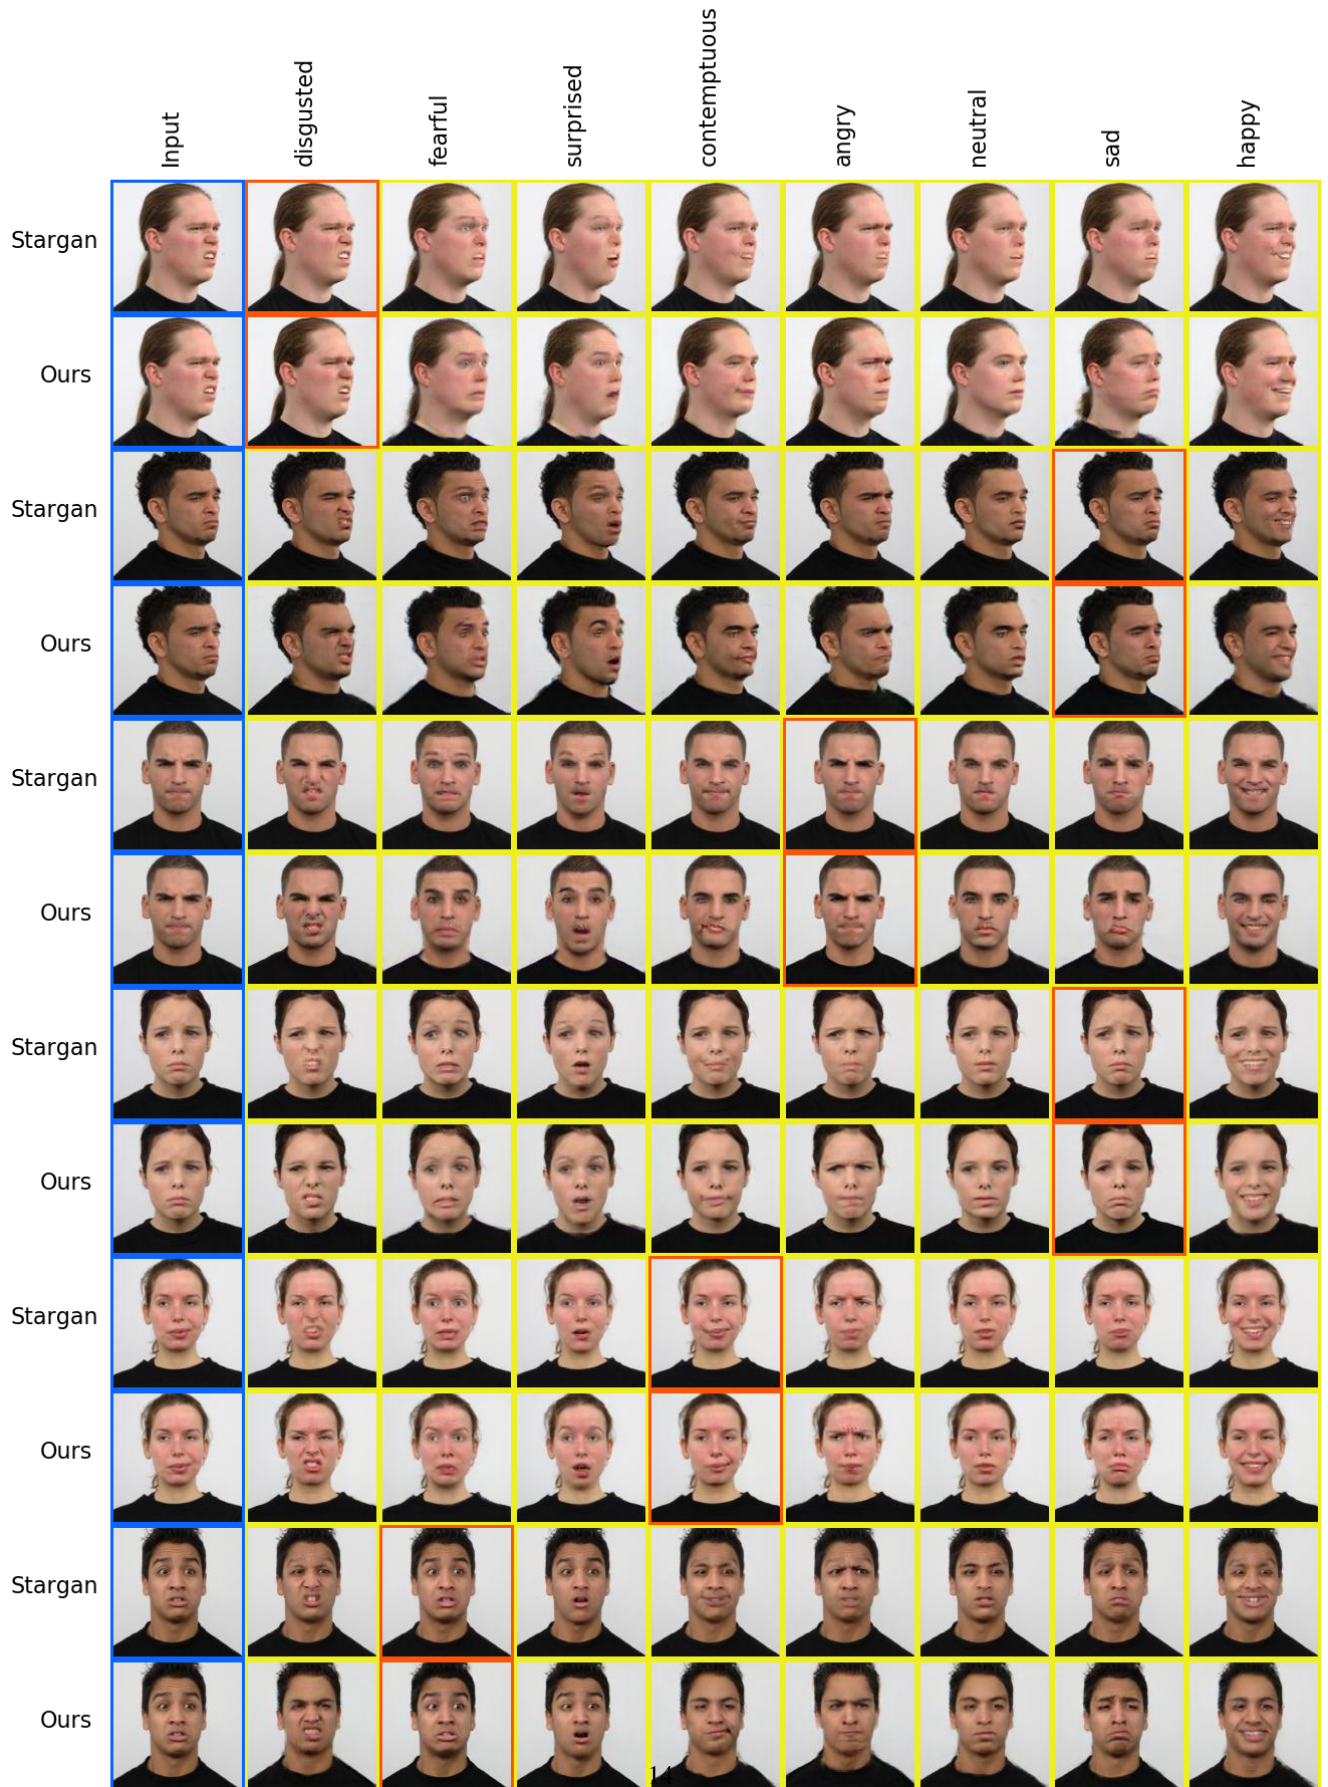 Input
disgusted
fearful
surprised
contemptuous
angry
neutral
sad
happy
Stargan
Ours
Stargan
Ours
Stargan
Ours
Stargan
Ours
Stargan
Ours
Stargan
Ours
14